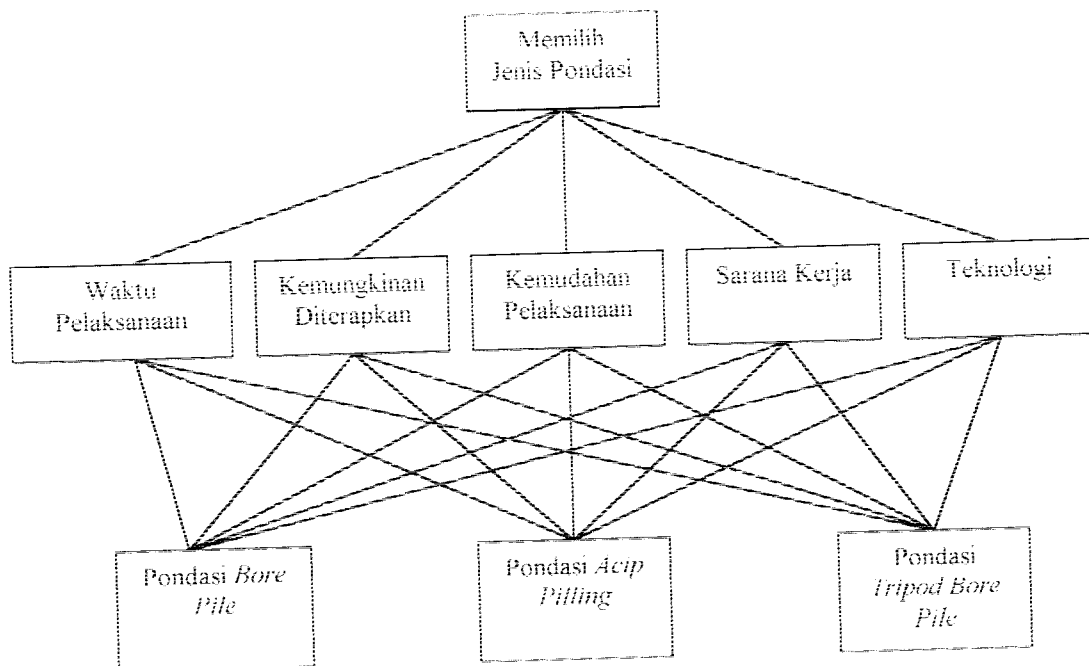 Memilih
Jenis Pondasi
Waktu
Pelaksanaan
Kemungkinan
Diterapkan
Kemudahan
Pelaksanaan
Sarana Kerja
Teknologi
Pondasi Bore
Pile
Pondasi Acip
Pilling
Pondasi
Tripod Bore
Pile